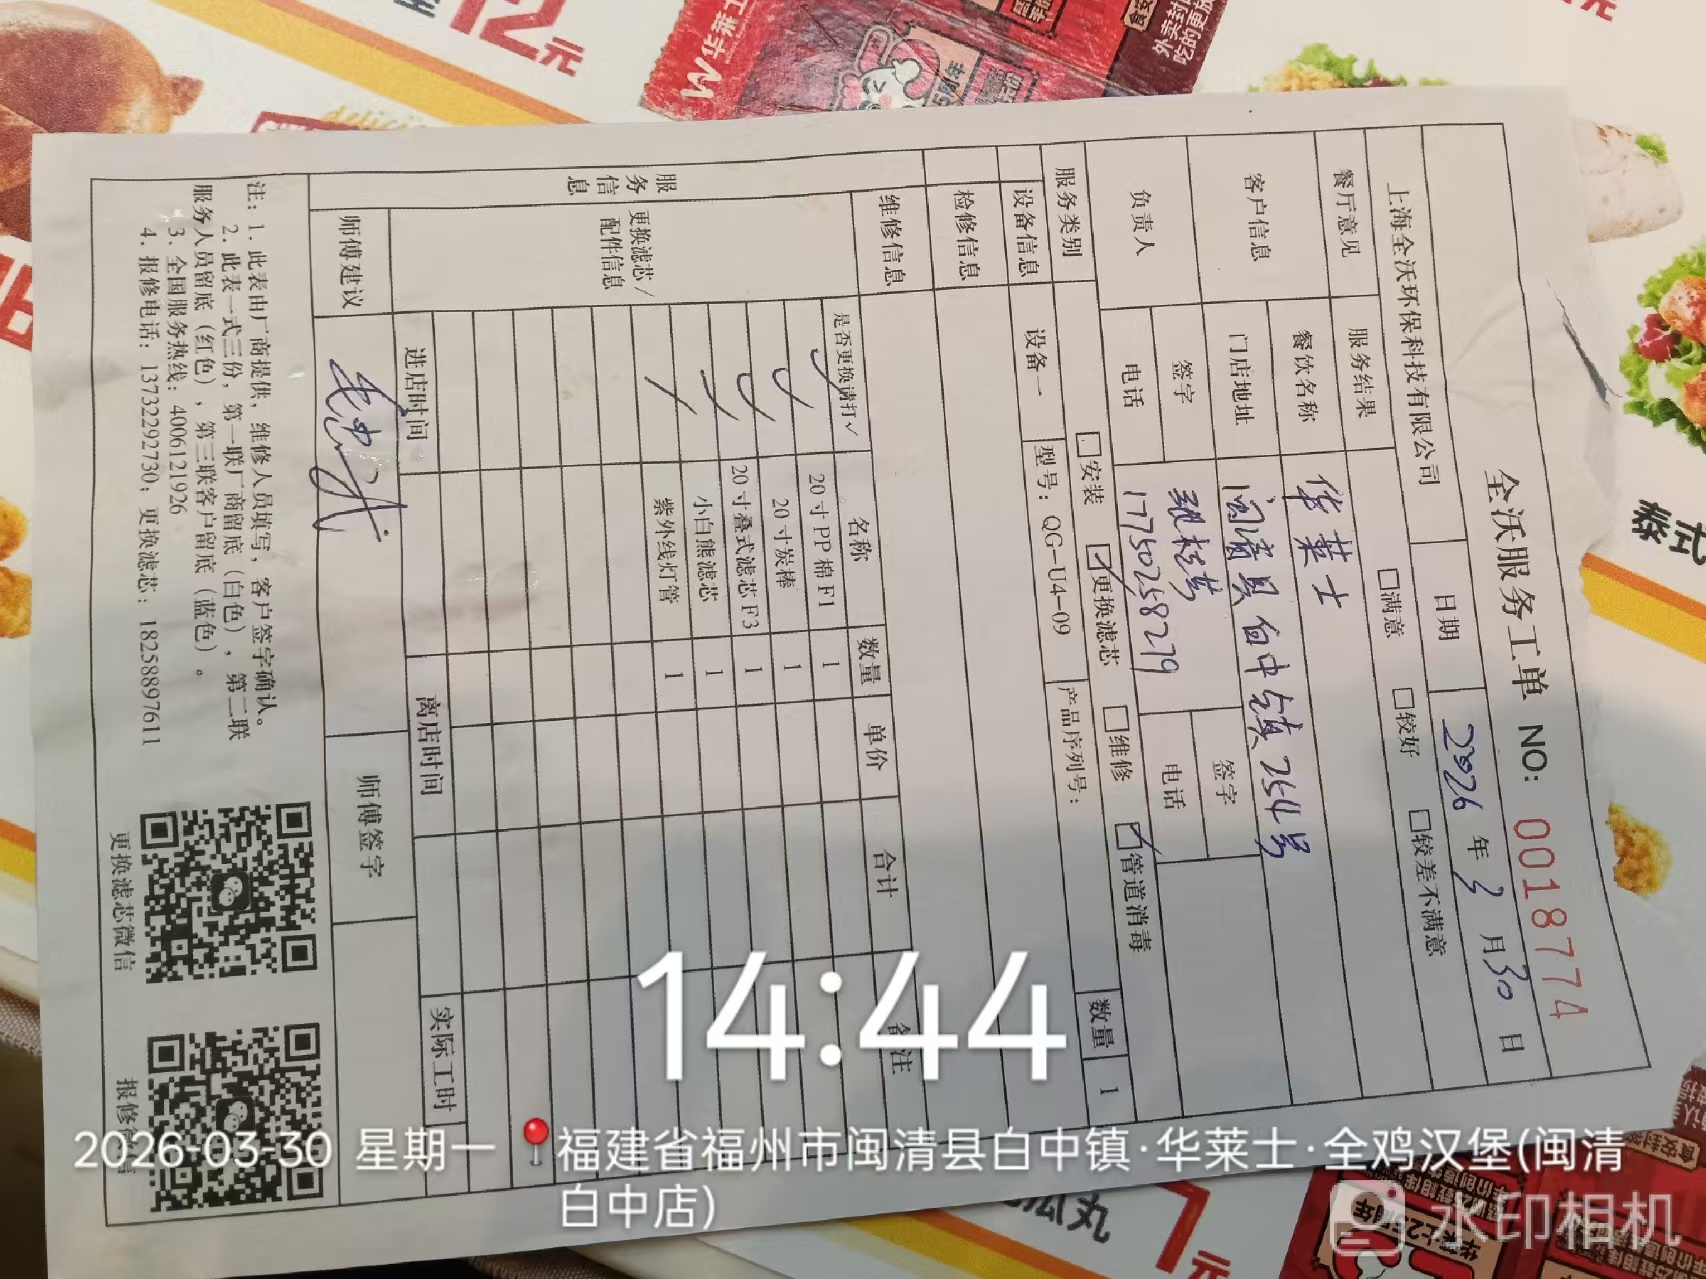 全沃服务工单 NO: 0018774
上海全沃环保科技有限公司 日期 2026 年 3 月 30 日
餐厅意见 服务结果 □满意 □较好 □较差不满意
客户信息 餐饮名称 华莱士
门店地址 闽清县白中镇254号
负责人 签字 签字
电话 17750258279 电话
服务类别 □安装 ☑更换滤芯 □维修 ☑管道消毒
设备信息 设备一 型号：QG-U4-09 产品序列号： 数量 1
检修信息
服务信息
维修信息
更换滤芯/配件信息
是否更换请打✓ 名称 数量 单价 合计 备注
✓ 20寸PP棉F1 1
✓ 20寸炭棒 1
✓ 20寸叠式滤芯F3 1
✓ 小白熊滤芯 1
紫外线灯管 1
进店时间 离店时间 实际工时
师傅建议 师傅签字
注：1. 此表由厂商提供，维修人员填写，客户签字确认。
2. 此表一式三份，第一联厂商留底（白色），第二联
服务人员留底（红色），第三联客户留底（蓝色）。
3. 全国服务热线：4006121926
4. 报修电话：13732292730，更换滤芯：18258897611
更换滤芯微信
报修
14:44
2026-03-30 星期一 福建省福州市闽清县白中镇·华莱士·全鸡汉堡(闽清
白中店)
水印相机
12元
华莱士
外卖封
泰式
瓜丸
7元